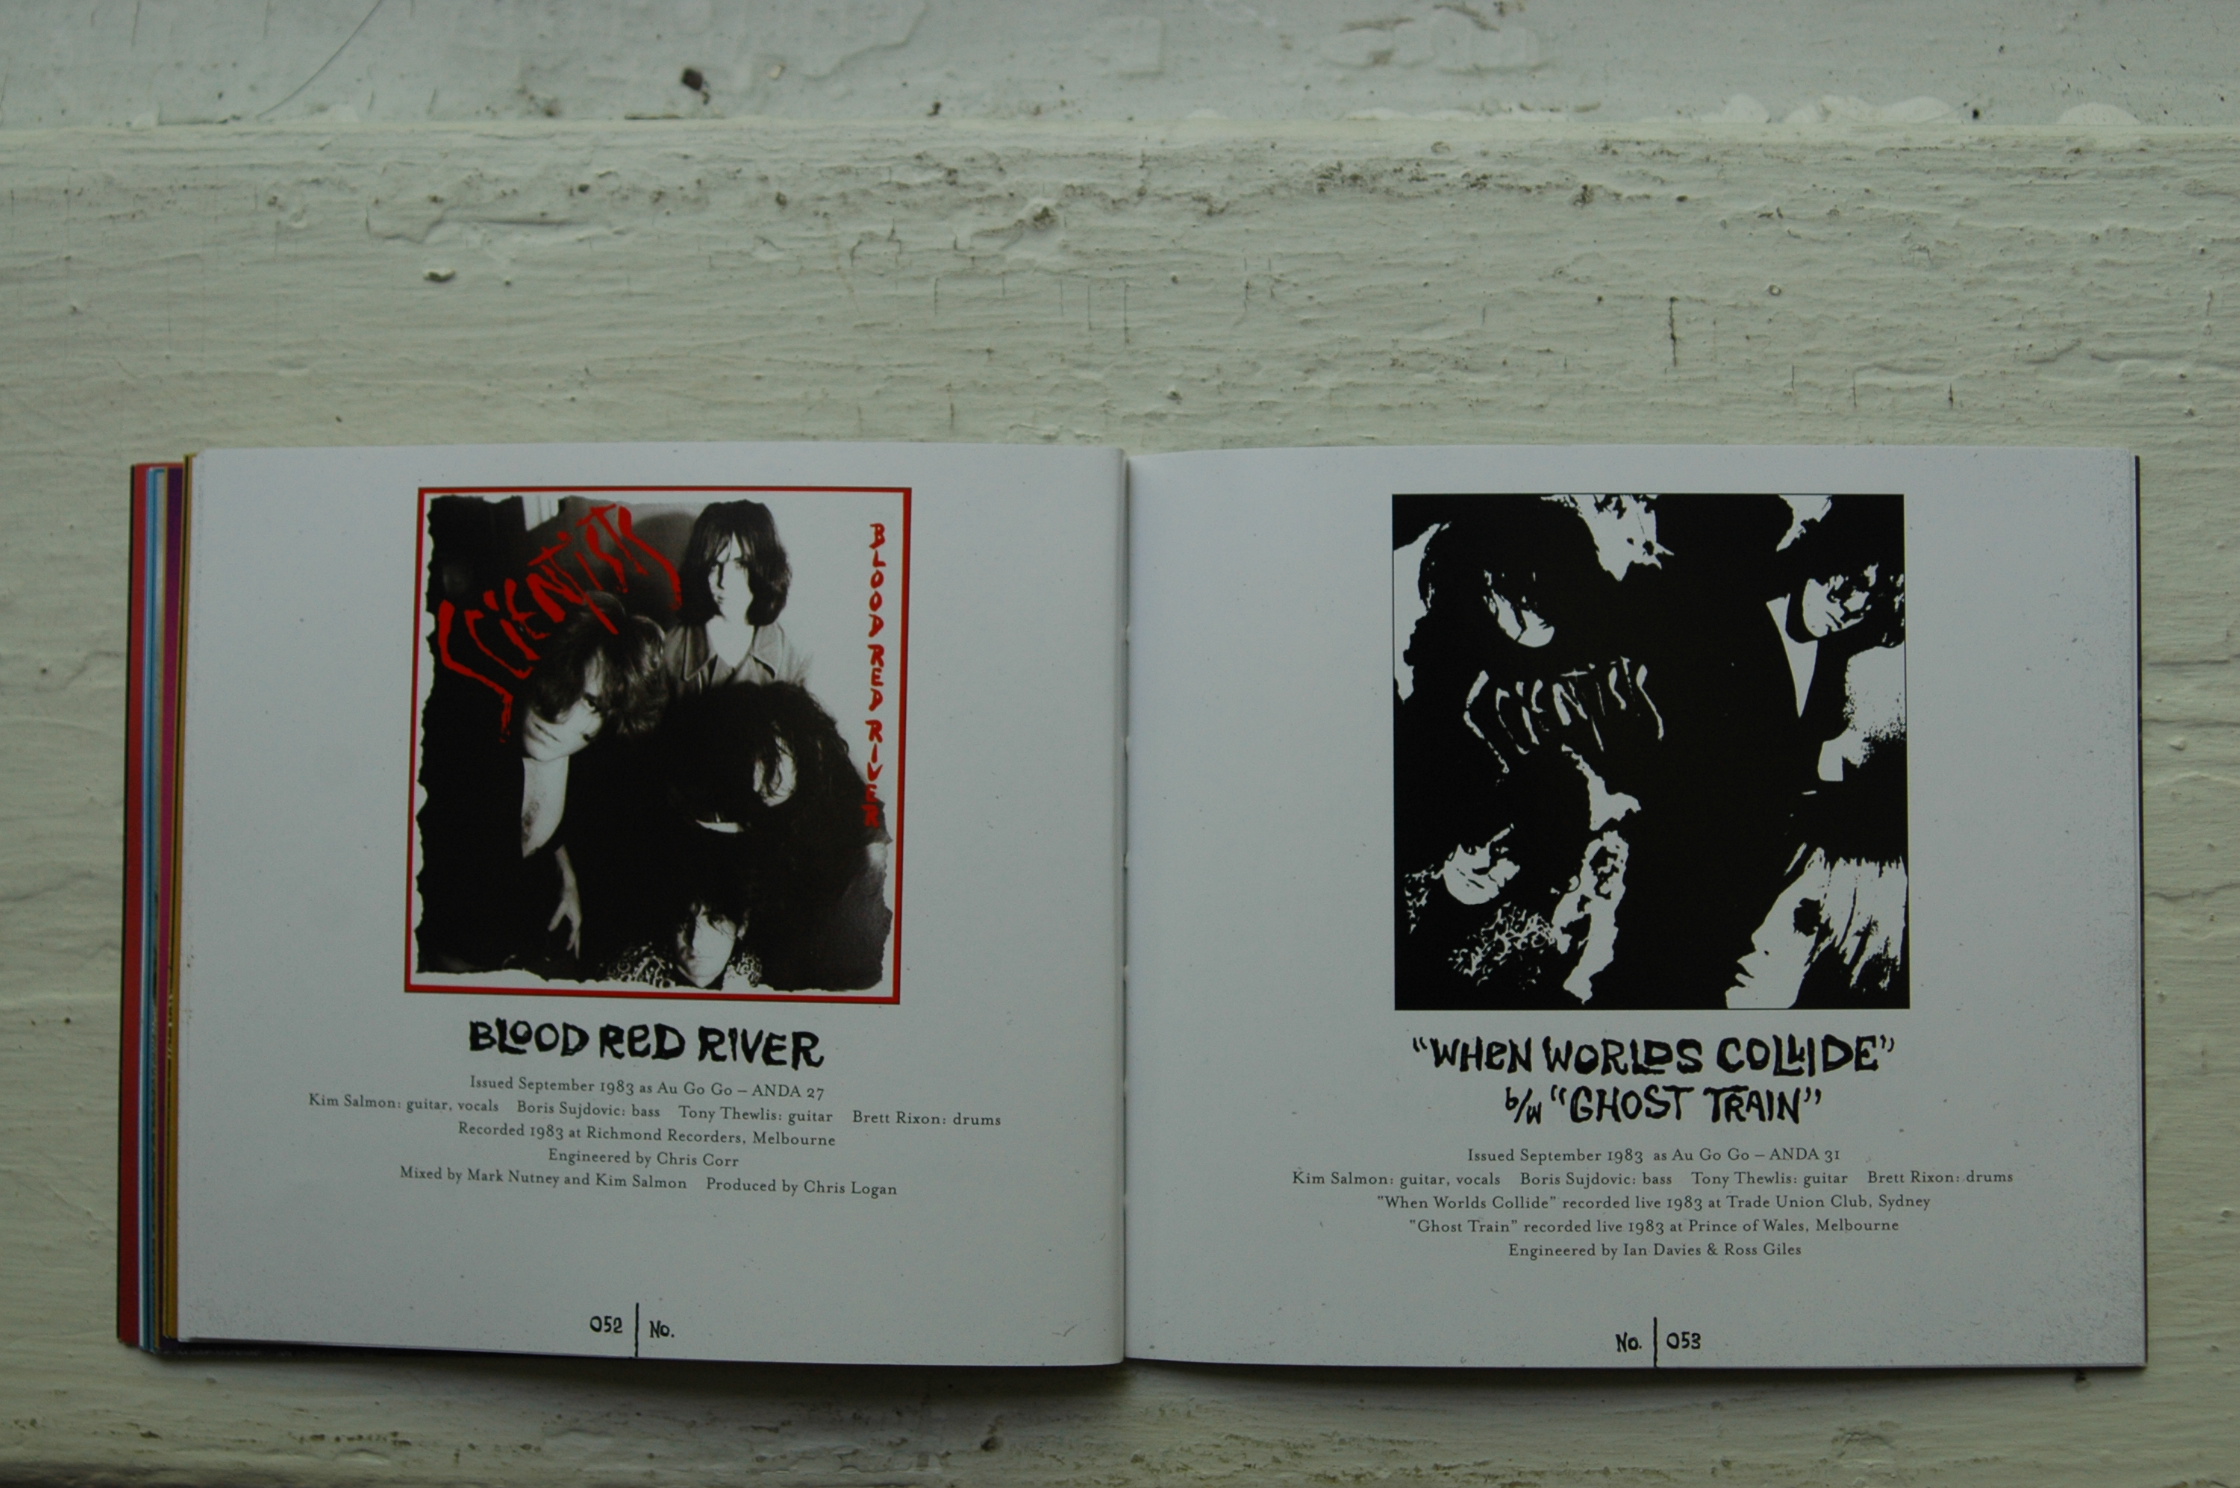 SCIENTISTS
BLOOD RED RIVER
BLOOD RED RIVER
Issued September 1983 as Au Go Go – ANDA 27
Kim Salmon: guitar, vocals Boris Sujdovic: bass Tony Thewlis: guitar Brett Rixon: drums
Recorded 1983 at Richmond Recorders, Melbourne
Engineered by Chris Corr
Mixed by Mark Nutney and Kim Salmon Produced by Chris Logan
052 No.
SCIENTISTS
"WHEN WORLDS COLLIDE"
b/w "GHOST TRAIN"
Issued September 1983 as Au Go Go – ANDA 31
Kim Salmon: guitar, vocals Boris Sujdovic: bass Tony Thewlis: guitar Brett Rixon: drums
"When Worlds Collide" recorded live 1983 at Trade Union Club, Sydney
"Ghost Train" recorded live 1983 at Prince of Wales, Melbourne
Engineered by Ian Davies & Ross Giles
No. 053